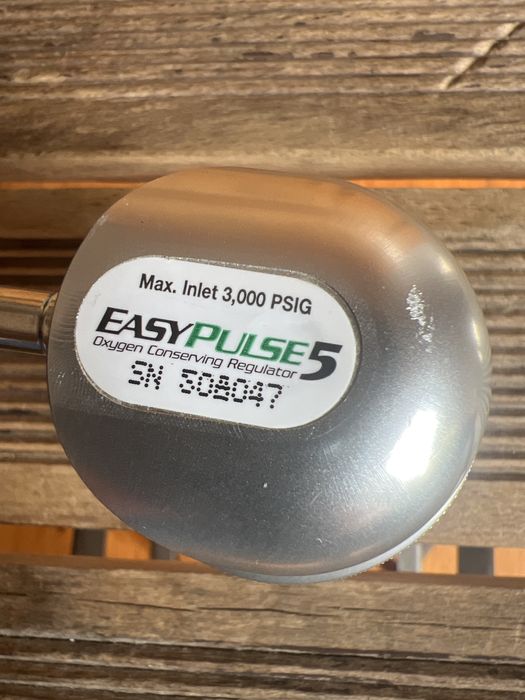 Max. Inlet 3,000 PSIG
EASYPULSE5
Oxygen Conserving Regulator
SN 508047